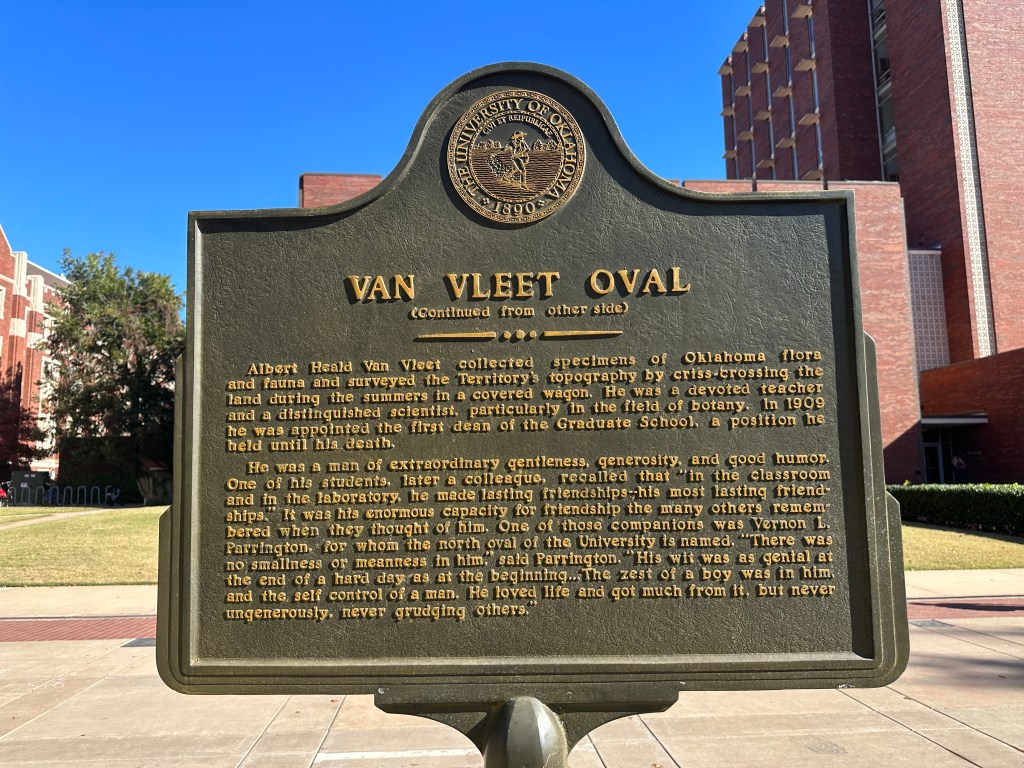 THE UNIVERSITY OF OKLAHOMA
CIVI ET REIPUBLICAE
1890
VAN VLEET OVAL
(Continued from other side)
Albert Heald Van Vleet collected specimens of Oklahoma flora
and fauna and surveyed the Territory's topography by criss-crossing the
land during the summers in a covered wagon. He was a devoted teacher
and a distinguished scientist, particularly in the field of botany. In 1909
he was appointed the first dean of the Graduate School, a position he
held until his death.
He was a man of extraordinary gentleness, generosity, and good humor.
One of his students, later a colleague, recalled that "in the classroom
and in the laboratory, he made lasting friendships--his most lasting friend-
ships." It was his enormous capacity for friendship the many others remem-
bered when they thought of him. One of those companions was Vernon L.
Parrington, for whom the north oval of the University is named. "There was
no smallness or meanness in him," said Parrington. "His wit was as genial at
the end of a hard day as at the beginning...The zest of a boy was in him,
and the self control of a man. He loved life and got much from it, but never
ungenerously, never grudging others."